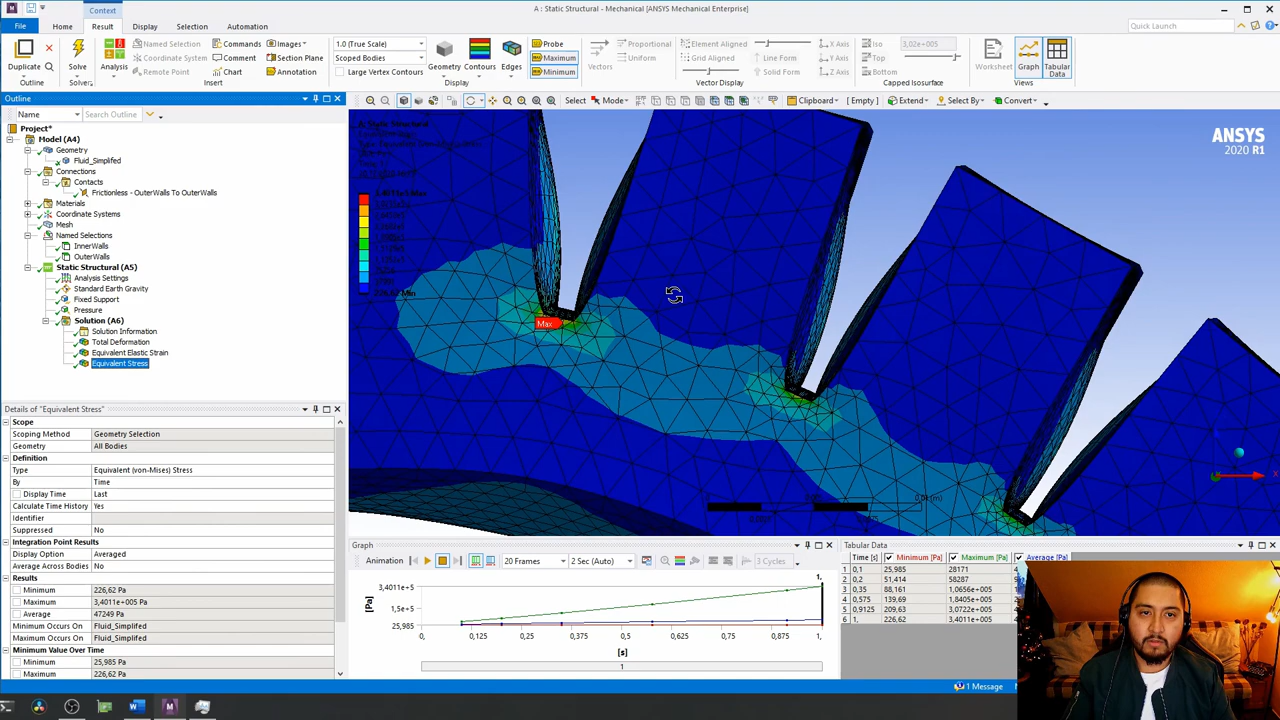 Context
A : Static Structural - Mechanical [ANSYS Mechanical Enterprise]
File
Home
Result
Display
Selection
Automation
Quick Launch
Duplicate
Solve
Analysis
Named Selection
Coordinate System
Remote Point
Commands
Comment
Chart
Images
Section Plane
Annotation
1.0 (True Scale)
Scoped Bodies
Large Vertex Contours
Geometry
Contours
Edges
Probe
Maximum
Minimum
Vectors
Proportional
Uniform
Element Aligned
Grid Aligned
Line Form
Solid Form
X Axis
Y Axis
Z Axis
Iso
Top
Bottom
3,02e+005
Worksheet
Graph
Tabular Data
Outline
Solver
Insert
Display
Vector Display
Capped Isosurface
Views
Outline
Name
Search Outline
Select
Mode
Clipboard
[ Empty ]
Extend
Select By
Convert
Project*
Model (A4)
Geometry
Fluid_Simplifed
Connections
Contacts
Frictionless - OuterWalls To OuterWalls
Materials
Coordinate Systems
Mesh
Named Selections
InnerWalls
OuterWalls
Static Structural (A5)
Analysis Settings
Standard Earth Gravity
Fixed Support
Pressure
Solution (A6)
Solution Information
Total Deformation
Equivalent Elastic Strain
Equivalent Stress
ANSYS
2020 R1
Max
Details of "Equivalent Stress"
Scope
Scoping Method Geometry Selection
Geometry All Bodies
Definition
Type Equivalent (von-Mises) Stress
By Time
Display Time Last
Calculate Time History Yes
Identifier
Suppressed No
Integration Point Results
Display Option Averaged
Average Across Bodies No
Results
Minimum 226,62 Pa
Maximum 3,4011e+005 Pa
Average 47249 Pa
Minimum Occurs On Fluid_Simplifed
Maximum Occurs On Fluid_Simplifed
Minimum Value Over Time
Minimum 25,985 Pa
Maximum 226,62 Pa
Graph
Animation
20 Frames
2 Sec (Auto)
3 Cycles
1,
3,4011e+5
1,5e+5
25,985
[Pa]
0, 0,125 0,25 0,375 0,5 0,625 0,75 0,875 1,
[s]
1
Tabular Data
Time [s] Minimum [Pa] Maximum [Pa] Average [Pa]
1 0,1 25,985 28171
2 0,2 51,414 58287
3 0,35 88,161 1,0656e+005
4 0,575 139,69 1,8405e+005
5 0,9125 209,63 3,0722e+005
6 1, 226,62 3,4011e+005
1 Message